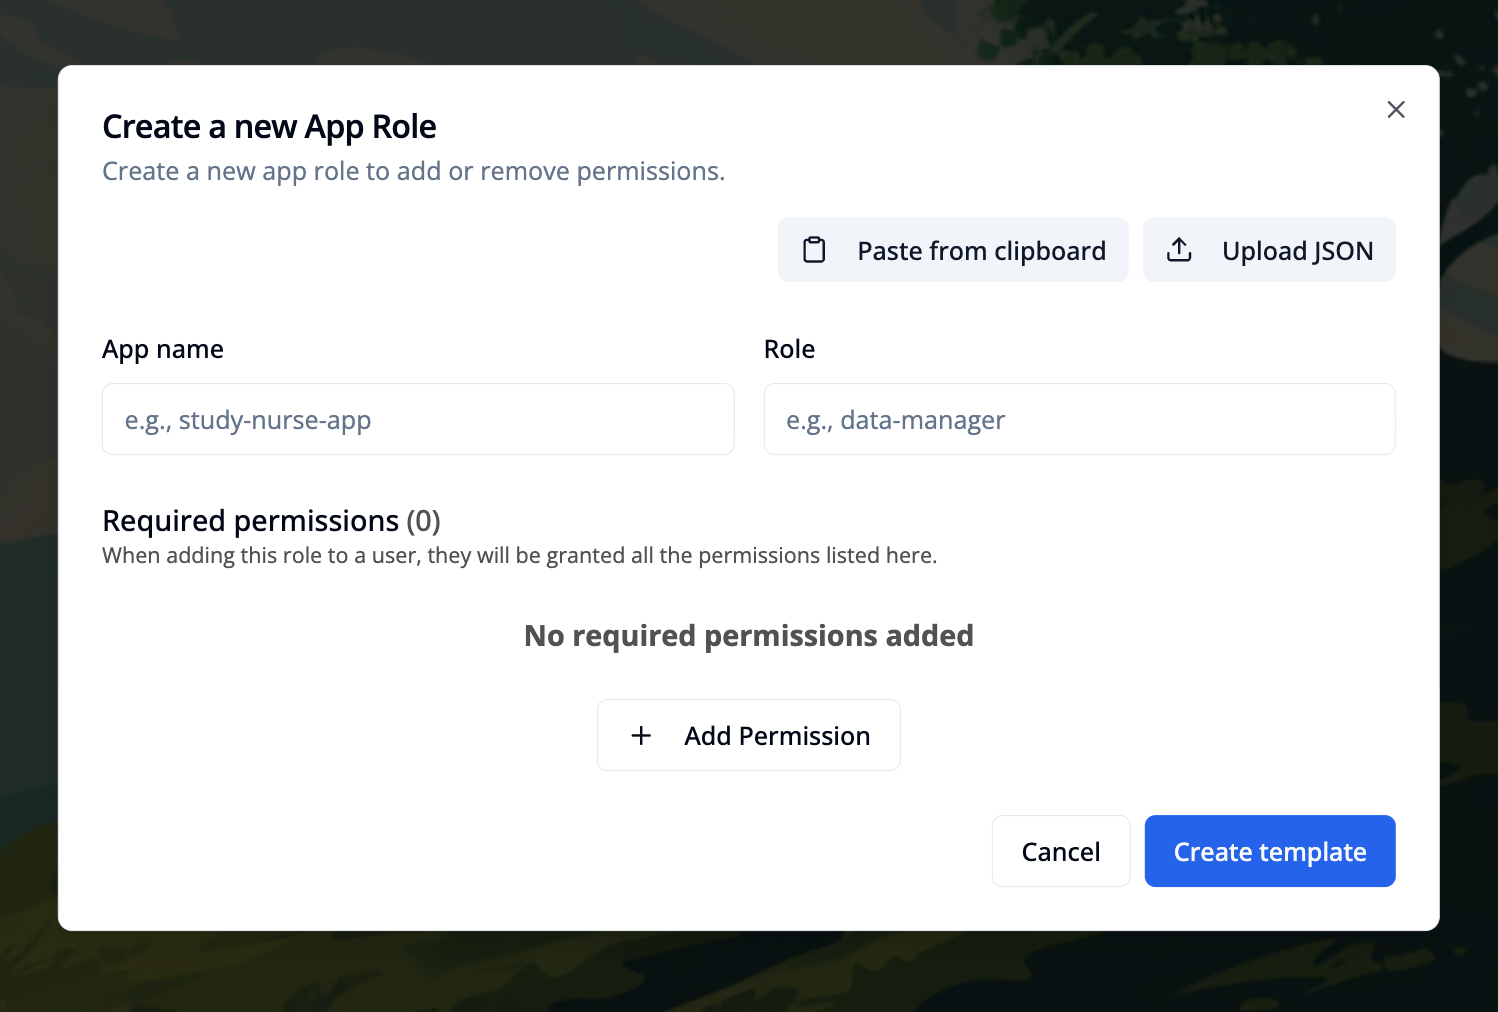 Create a new App Role
Create a new app role to add or remove permissions.
Paste from clipboard
Upload JSON
App name
Role
e.g., study-nurse-app
e.g., data-manager
Required permissions (0)
When adding this role to a user, they will be granted all the permissions listed here.
No required permissions added
Add Permission
Cancel
Create template